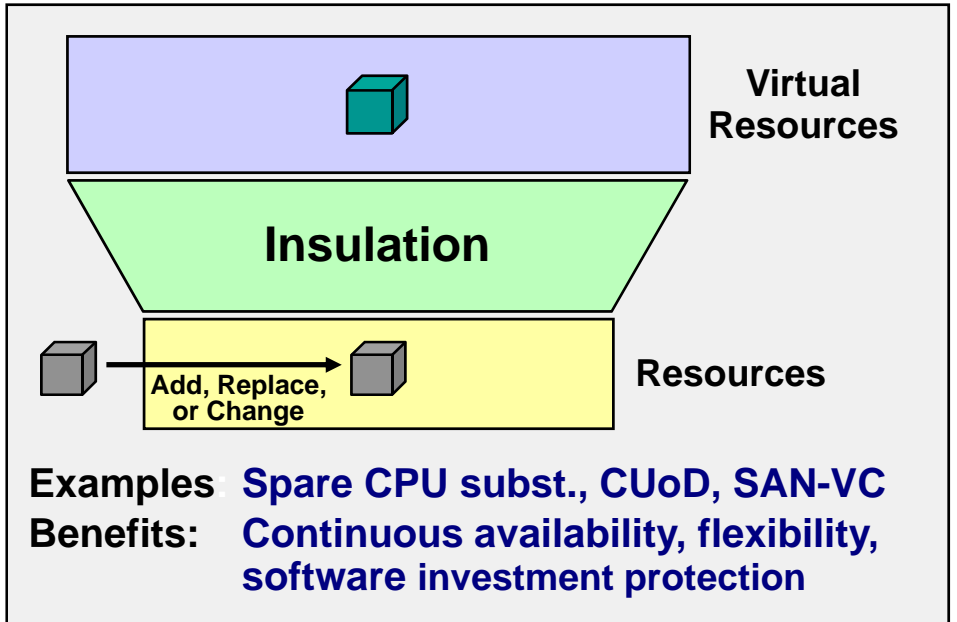 Virtual
Resources
Insulation
Add, Replace,
or Change
Resources
Examples: Spare CPU subst., CUoD, SAN-VC
Benefits: Continuous availability, flexibility,
software investment protection